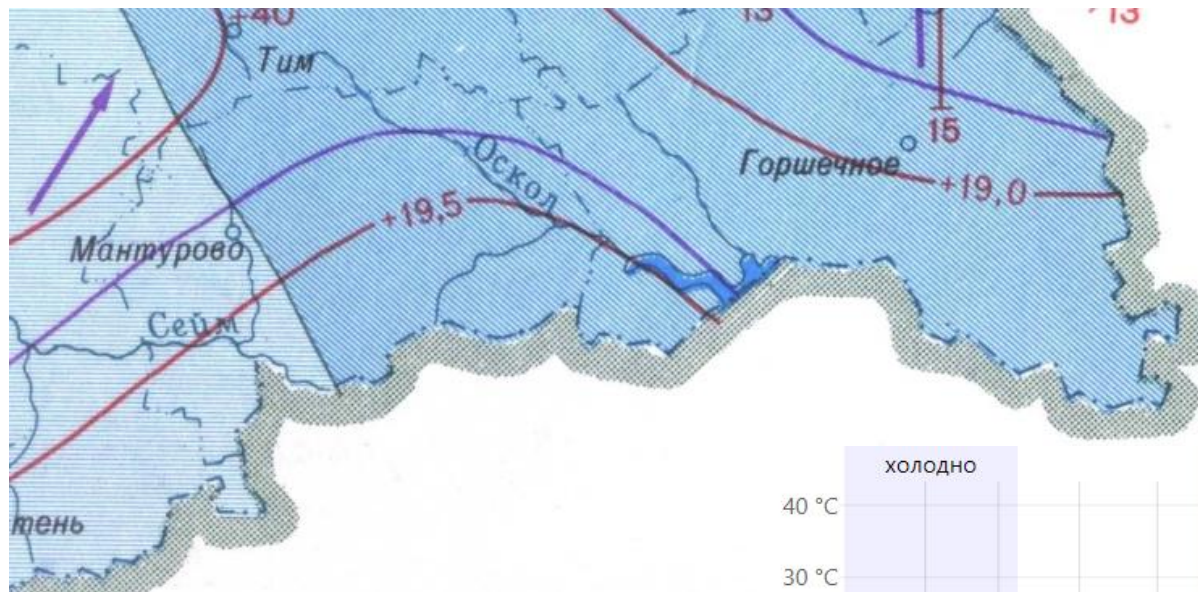 +40
13
13
Тим
15
Оскол
Горшечное
+19,0
+19,5
Мантурово
Сейм
холодно
40 °C
тень
30 °C